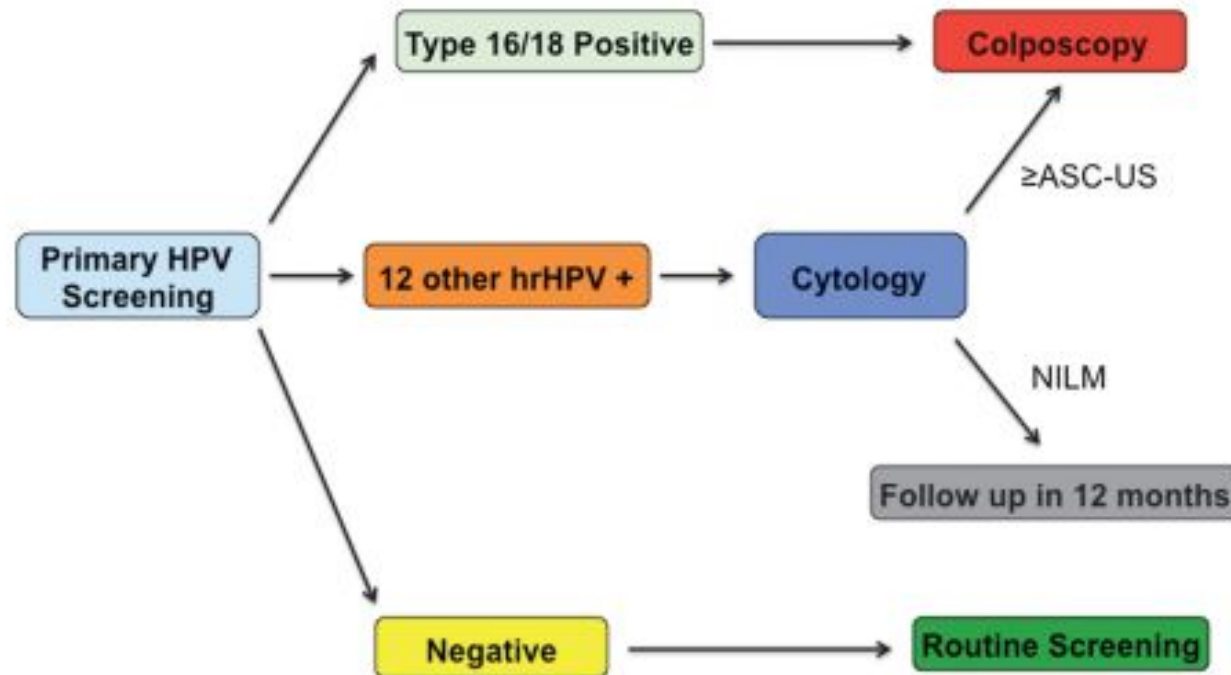 Type 16/18 Positive
Colposcopy
≥ASC-US
Primary HPV
Screening
12 other hrHPV +
Cytology
NILM
Follow up in 12 months
Negative
Routine Screening